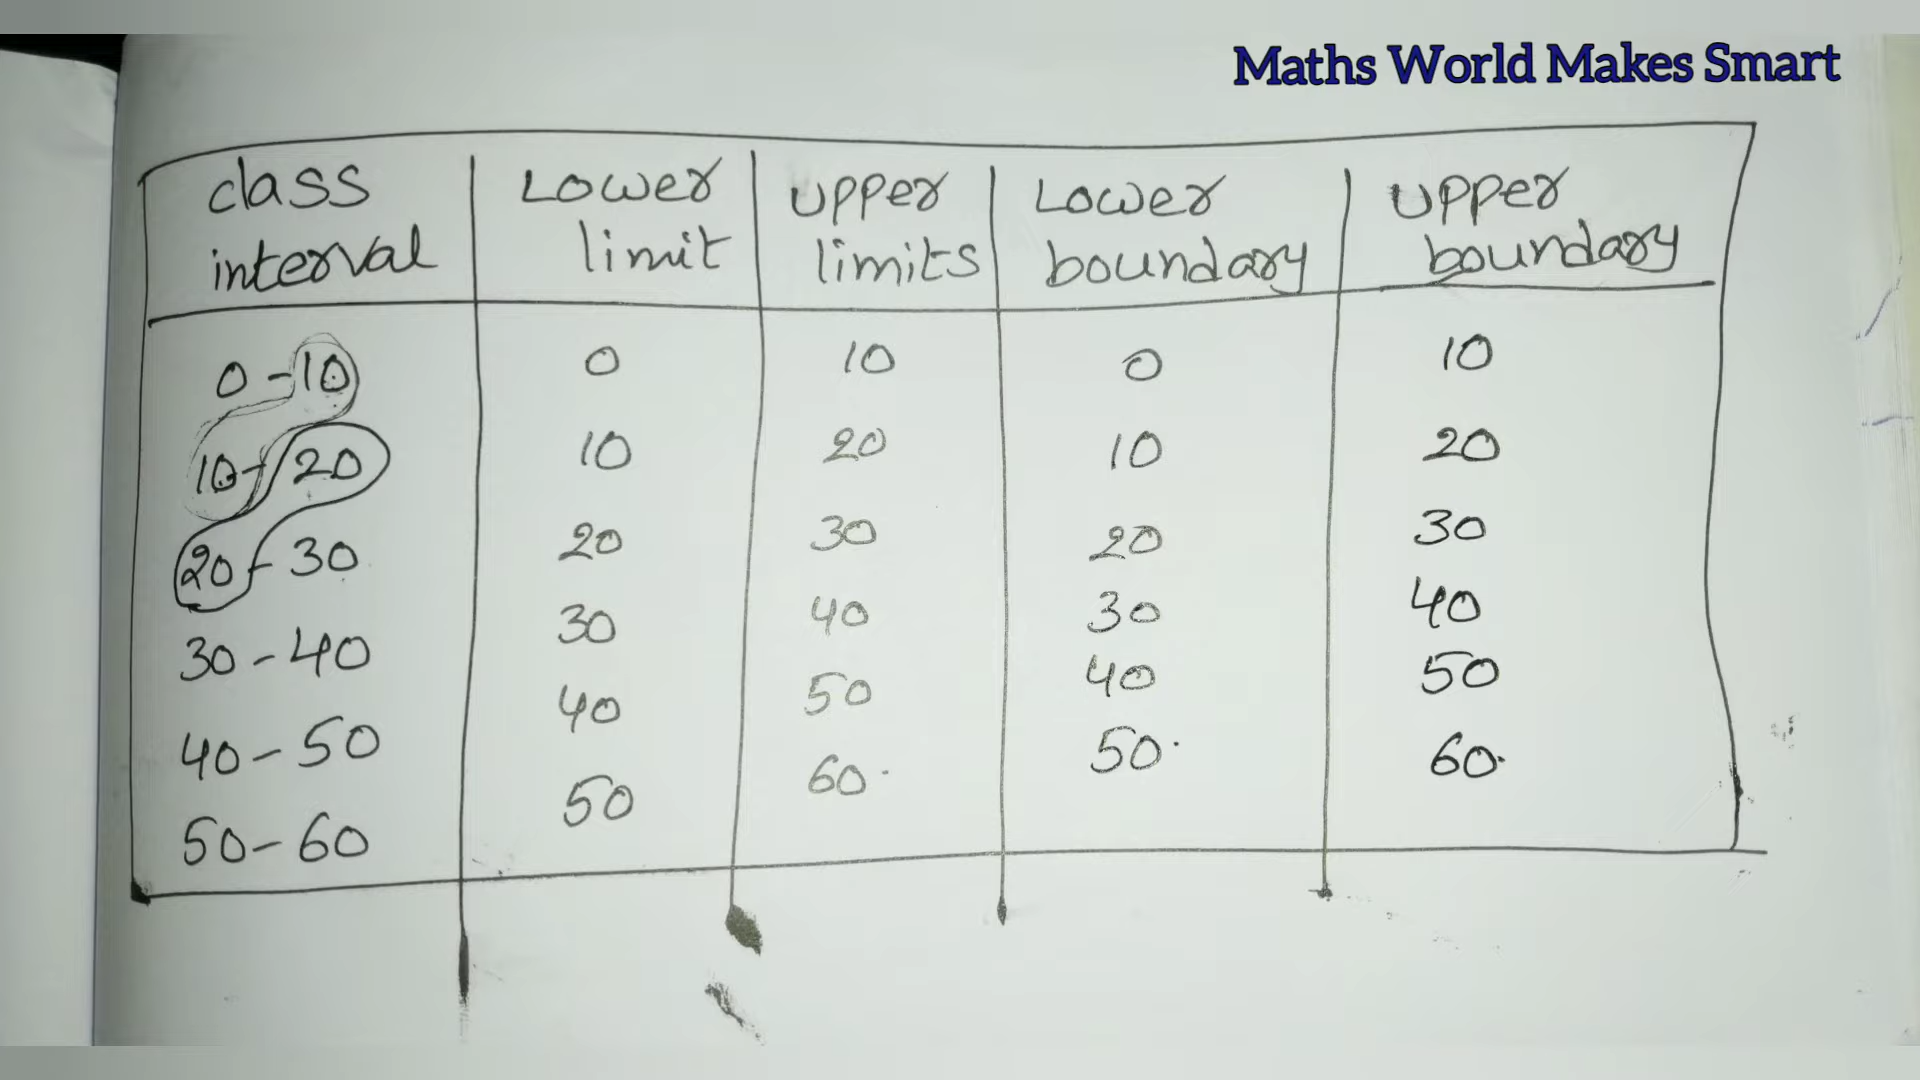 Maths World Makes Smart
class interval | Lower limit | upper limits | Lower boundary | upper boundary
0-10 | 0 | 10 | 0 | 10
10-20 | 10 | 20 | 10 | 20
20-30 | 20 | 30 | 20 | 30
30-40 | 30 | 40 | 30 | 40
40-50 | 40 | 50 | 40 | 50
50-60 | 50 | 60. | 50. | 60.